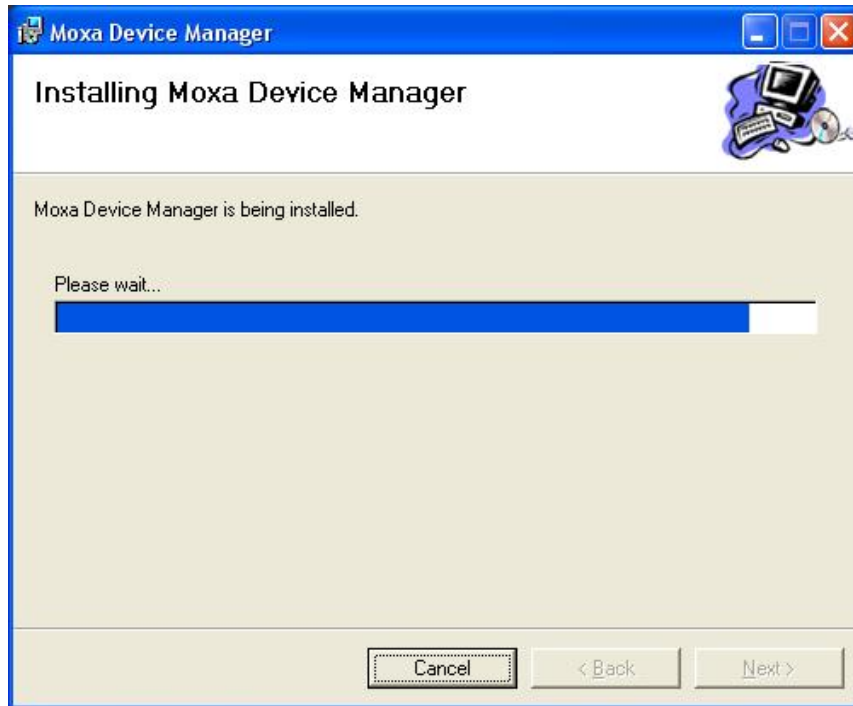 Moxa Device Manager
Installing Moxa Device Manager
Moxa Device Manager is being installed.
Please wait...
Cancel
< Back
Next >